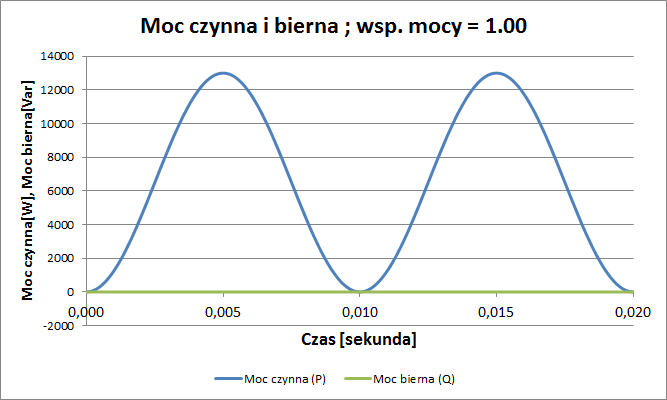 Moc czynna i bierna ; wsp. mocy = 1.00
Moc czynna[W], Moc bierna[Var]
14000
12000
10000
8000
6000
4000
2000
0
-2000
0,000 0,005 0,010 0,015 0,020
Czas [sekunda]
Moc czynna (P) Moc bierna (Q)